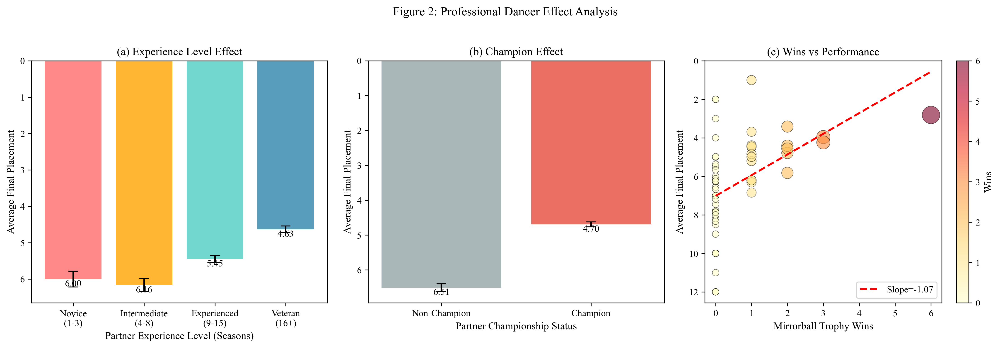 Figure 2: Professional Dancer Effect Analysis
(a) Experience Level Effect
Average Final Placement
0
1
2
3
4
5
6
6.00
6.16
5.45
4.63
Novice
(1-3)
Intermediate
(4-8)
Experienced
(9-15)
Veteran
(16+)
Partner Experience Level (Seasons)
(b) Champion Effect
Average Final Placement
0
1
2
3
4
5
6
6.51
4.70
Non-Champion
Champion
Partner Championship Status
(c) Wins vs Performance
Average Final Placement
0
2
4
6
8
10
12
Slope=-1.07
0
1
2
3
4
5
6
Mirrorball Trophy Wins
6
5
4
3
2
1
0
Wins